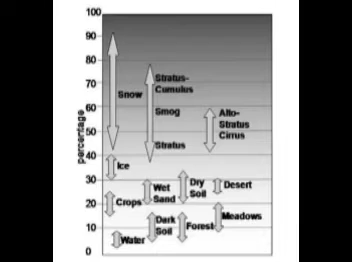 100
90
80
70
60
50
40
30
20
10
0
percentage
Snow
Stratus-
Cumulus
Smog
Stratus
Alto-
Stratus
Cirrus
Ice
Crops
Wet
Sand
Dry
Soil
Desert
Water
Dark
Soil
Forest
Meadows